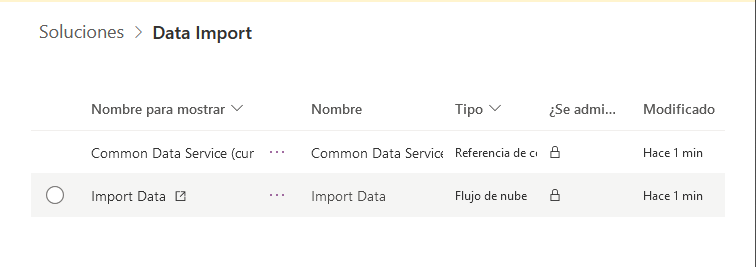 Soluciones > Data Import
Nombre para mostrar Nombre Tipo ¿Se admi... Modificado
Common Data Service (cur ... Common Data Service Referencia de Hace 1 min
Import Data ... Import Data Flujo de nube Hace 1 min